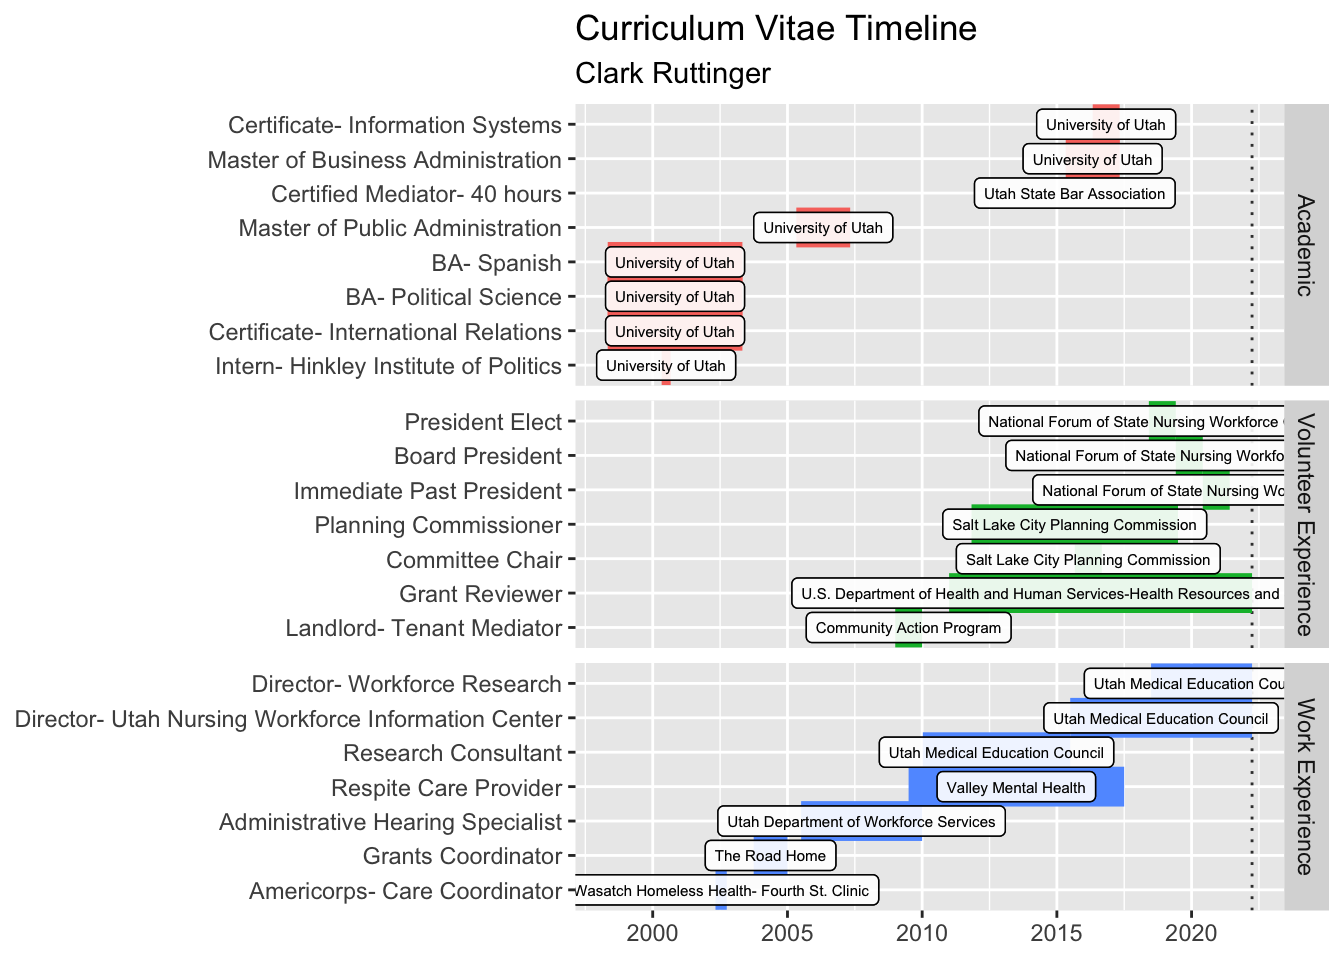 Curriculum Vitae Timeline
Clark Ruttinger
Certificate- Information Systems University of Utah
Master of Business Administration University of Utah
Certified Mediator- 40 hours Utah State Bar Association
Master of Public Administration University of Utah
BA- Spanish University of Utah
BA- Political Science University of Utah
Certificate- International Relations University of Utah
Intern- Hinkley Institute of Politics University of Utah
Academic
President Elect National Forum of State Nursing Workforce
Board President National Forum of State Nursing Workfo
Immediate Past President National Forum of State Nursing Wo
Planning Commissioner Salt Lake City Planning Commission
Committee Chair Salt Lake City Planning Commission
Grant Reviewer U.S. Department of Health and Human Services-Health Resources and
Landlord- Tenant Mediator Community Action Program
Volunteer Experience
Director- Workforce Research Utah Medical Education Cou
Director- Utah Nursing Workforce Information Center Utah Medical Education Council
Research Consultant Utah Medical Education Council
Respite Care Provider Valley Mental Health
Administrative Hearing Specialist Utah Department of Workforce Services
Grants Coordinator The Road Home
Americorps- Care Coordinator Wasatch Homeless Health- Fourth St. Clinic
Work Experience
2000 2005 2010 2015 2020